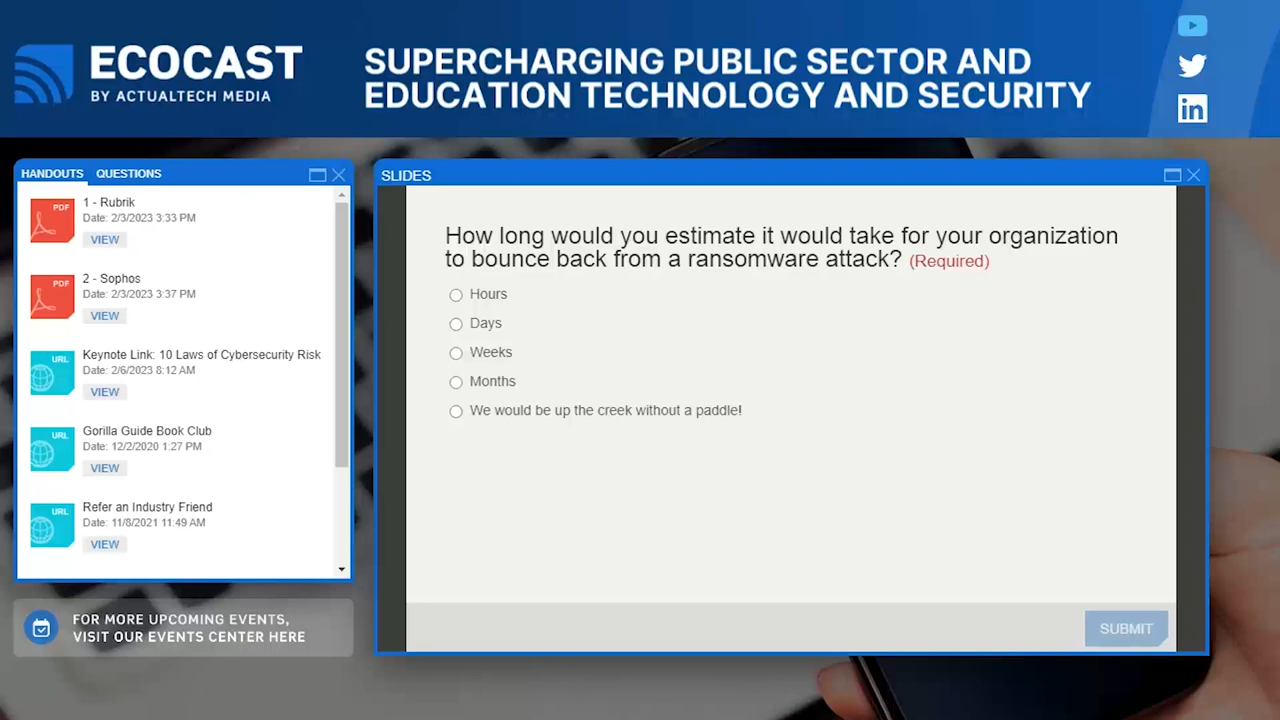 ECOCAST
BY ACTUALTECH MEDIA
SUPERCHARGING PUBLIC SECTOR AND
EDUCATION TECHNOLOGY AND SECURITY
in
HANDOUTS QUESTIONS
PDF
1 - Rubrik
Date: 2/3/2023 3:33 PM
VIEW
PDF
2 - Sophos
Date: 2/3/2023 3:37 PM
VIEW
URL
Keynote Link: 10 Laws of Cybersecurity Risk
Date: 2/6/2023 8:12 AM
VIEW
URL
Gorilla Guide Book Club
Date: 12/2/2020 1:27 PM
VIEW
URL
Refer an Industry Friend
Date: 11/8/2021 11:49 AM
VIEW
FOR MORE UPCOMING EVENTS,
VISIT OUR EVENTS CENTER HERE
SLIDES
How long would you estimate it would take for your organization
to bounce back from a ransomware attack? (Required)
Hours
Days
Weeks
Months
We would be up the creek without a paddle!
SUBMIT